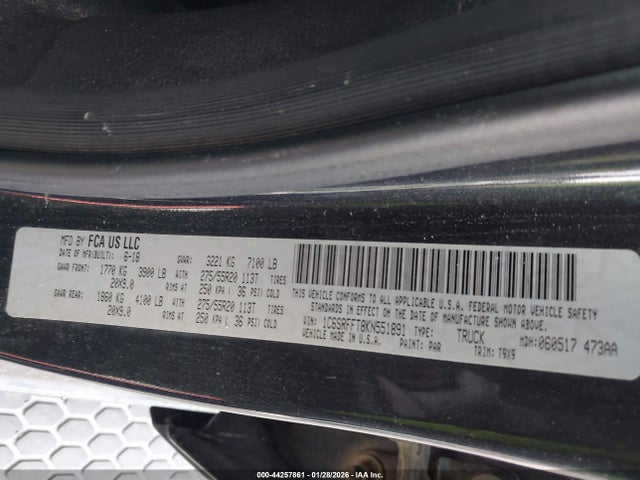 MFD BY FCA US LLC
DATE OF MFR(BUILT): 6-18 GVWR: 3221 KG 7100 LB
GAWR FRONT: 1770 KG 3900 LB WITH 275/55R20 113T TIRES
20X9.0 RIMS AT 250 KPA ( 36 PSI) COLD
GAWR REAR: 1860 KG 4100 LB WITH 275/55R20 113T TIRES
20X9.0 RIMS AT 250 KPA ( 36 PSI) COLD
THIS VEHICLE CONFORMS TO ALL APPLICABLE U.S.A. FEDERAL MOTOR VEHICLE SAFETY
STANDARDS IN EFFECT ON THE DATE OF MANUFACTURE SHOWN ABOVE.
VIN: 1C6SRFFT8KN551891 TYPE: TRUCK MDH: 060517 473AA
VEHICLE MADE IN U.S.A. PAINT: PAR TRIM: T9X9
000-44257861 | 01/28/2026 - COPYRIGHT © IAA, LLC